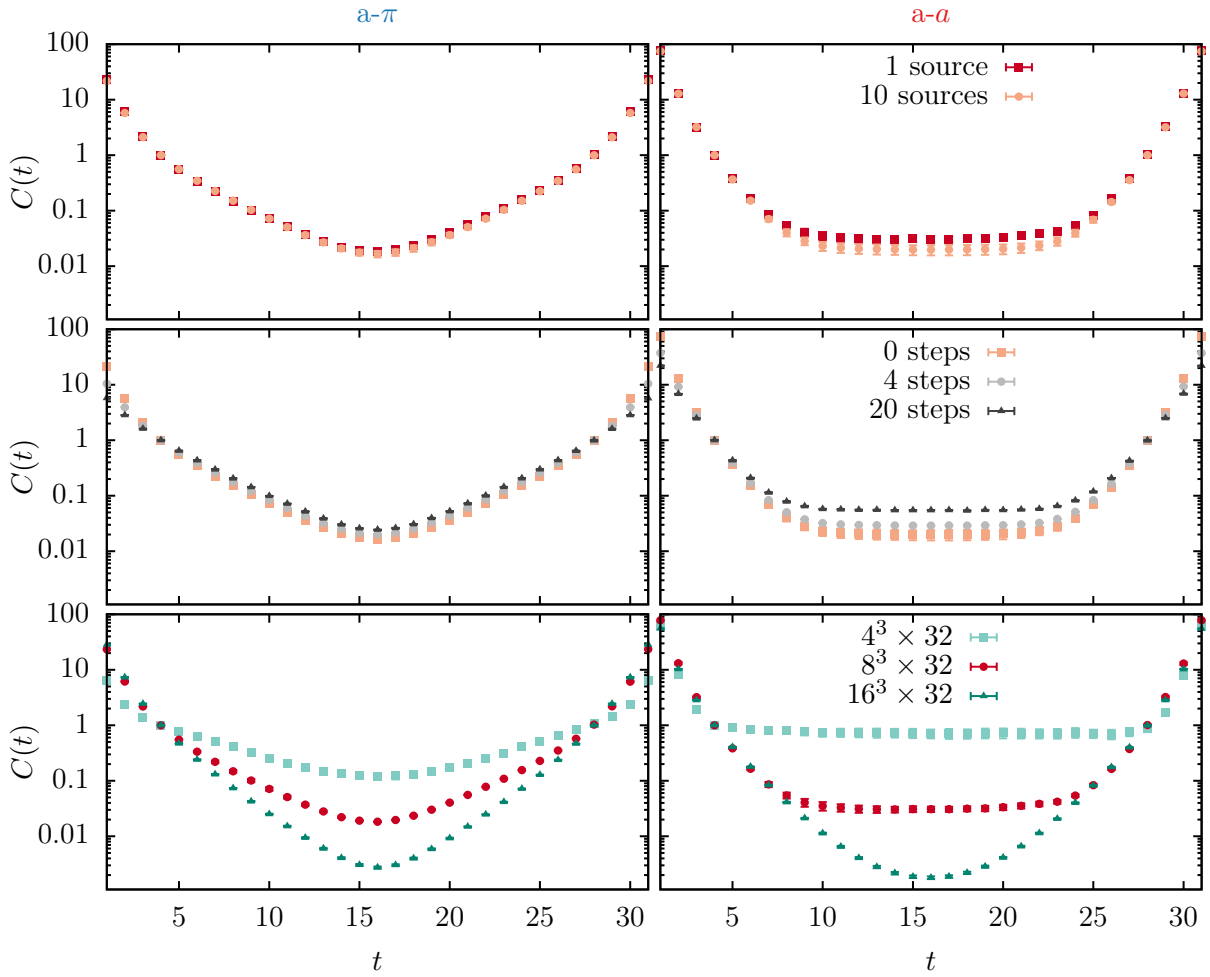 a-π a-a
100
10
1
0.1
0.01
C(t)
1 source
10 sources
100
10
1
0.1
0.01
C(t)
0 steps
4 steps
20 steps
100
10
1
0.1
0.01
C(t)
4³ × 32
8³ × 32
16³ × 32
5 10 15 20 25 30 5 10 15 20 25 30
t t